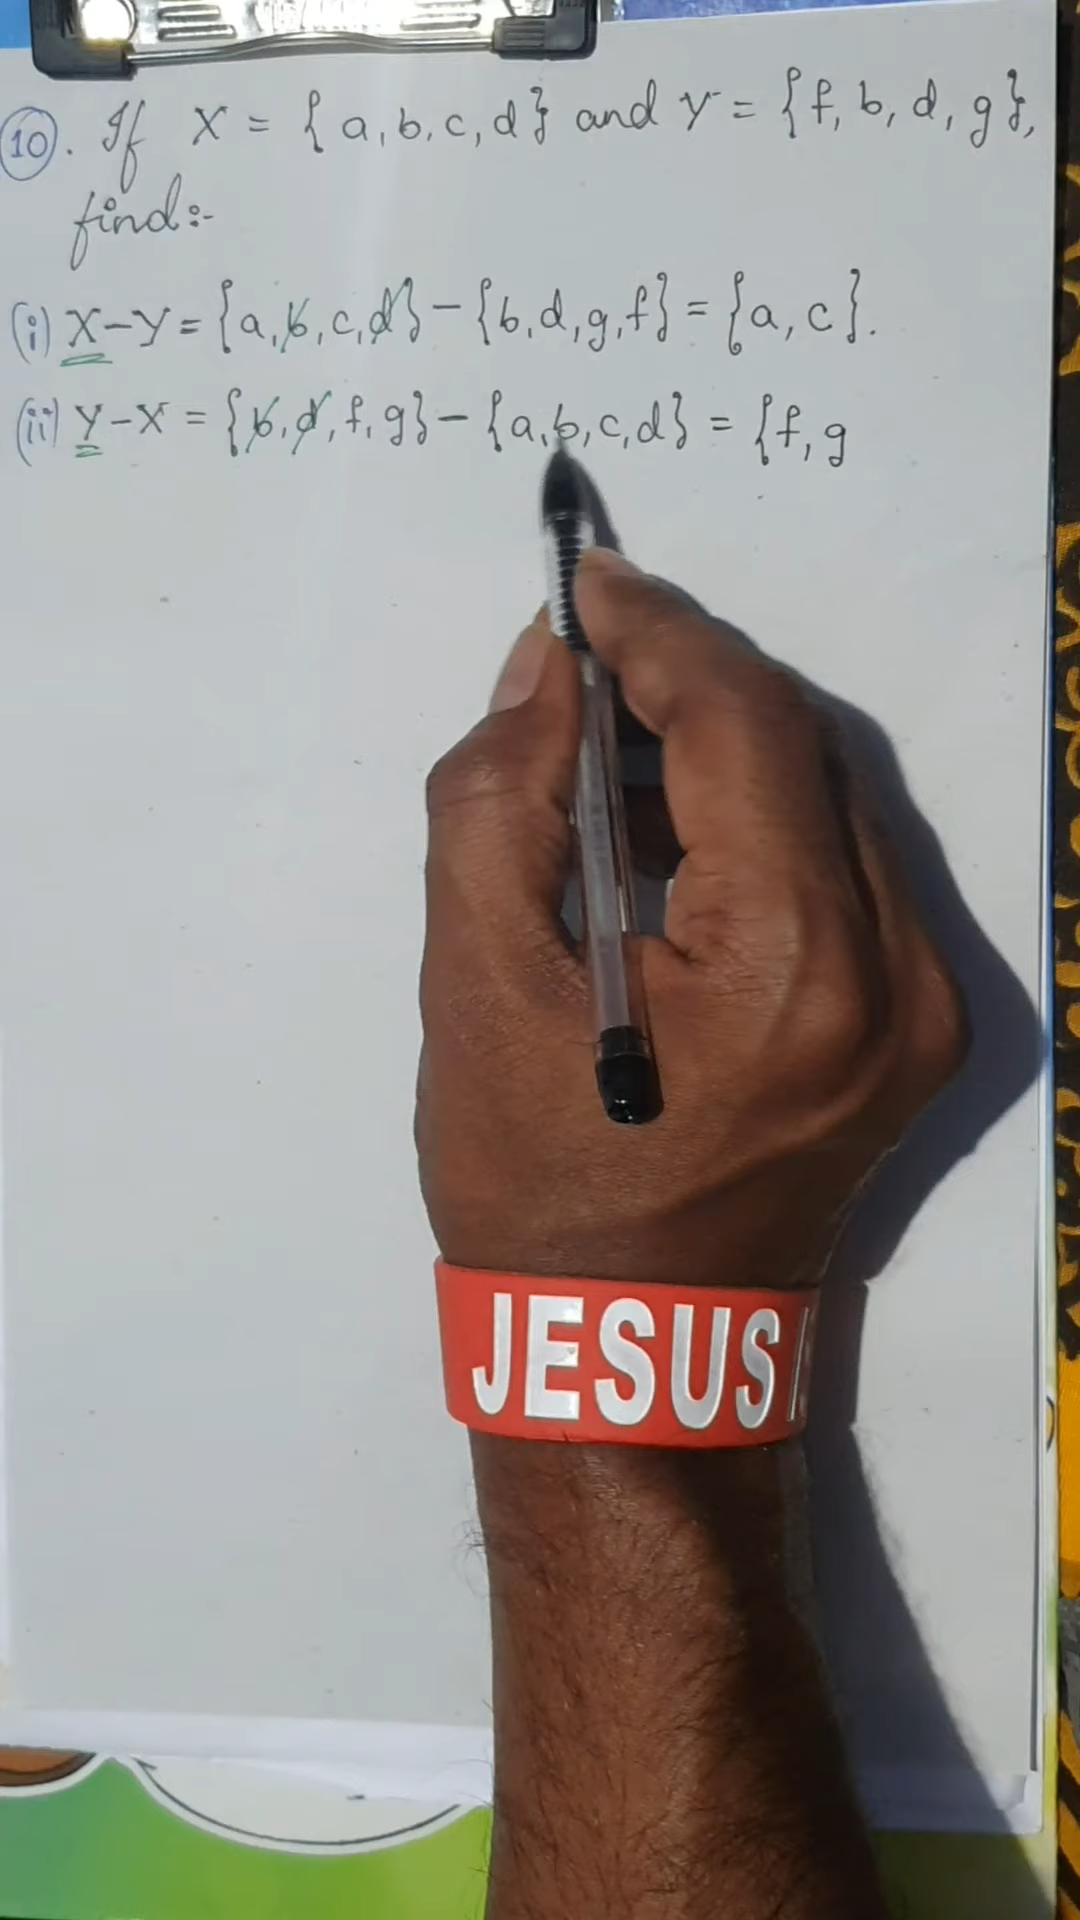 10. If X = {a, b, c, d} and Y = {f, b, d, g},
find:-
(i) X-Y = {a, b, c, d} - {b, d, g, f} = {a, c}.
(ii) Y-X = {b, d, f, g} - {a, b, c, d} = {f, g
JESUS